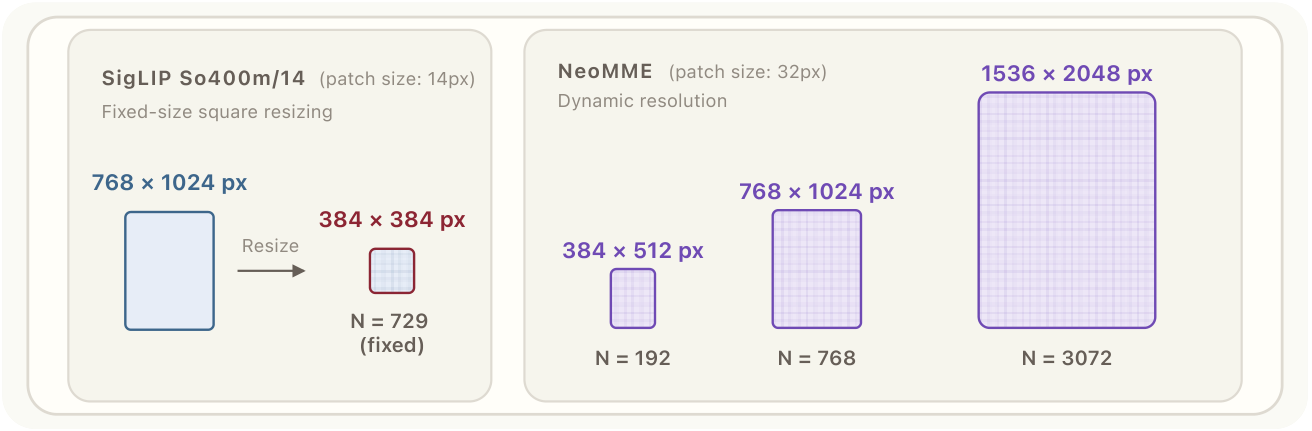 SigLIP So400m/14 (patch size: 14px)
Fixed-size square resizing
768 × 1024 px
Resize
384 × 384 px
N = 729
(fixed)
NeoMME (patch size: 32px)
Dynamic resolution
384 × 512 px
N = 192
768 × 1024 px
N = 768
1536 × 2048 px
N = 3072